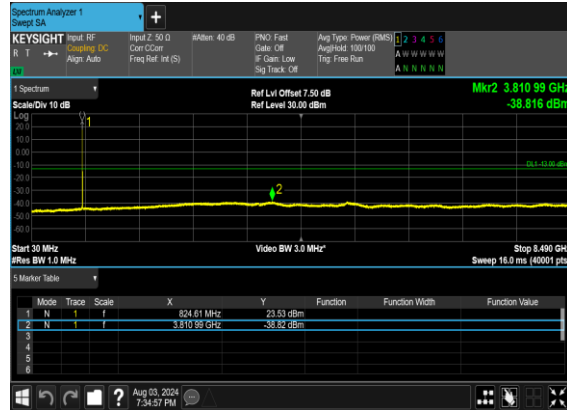 Spectrum Analyzer 1
Swept SA
+
KEYSIGHT Input: RF Input Z: 50 Ω #Atten: 40 dB PNO: Fast Avg Type: Power (RMS) 1 2 3 4 5 6
R T Coupling: DC Corr CCorr Gate: Off Avg|Hold: 100/100 A W W W W W
Align: Auto Freq Ref: Int (S) IF Gain: Low Trig: Free Run
Sig Track: Off A N N N N N
1 Spectrum Ref Lvl Offset 7.50 dB Mkr2 3.810 99 GHz
Scale/Div 10 dB Ref Level 30.00 dBm -38.816 dBm
Log
20.0
10.0
0.00
-10.0
DL1 -13.00 dBm
-20.0
-30.0
-40.0
-50.0
-60.0
1
2
Start 30 MHz Video BW 3.0 MHz* Stop 8.490 GHz
#Res BW 1.0 MHz Sweep 16.0 ms (40001 pts)
5 Marker Table
Mode Trace Scale X Y Function Function Width Function Value
1 N 1 f 824.61 MHz 23.53 dBm
2 N 1 f 3.810 99 GHz -38.82 dBm
3
4
5
6
? Aug 03, 2024
7:34:57 PM